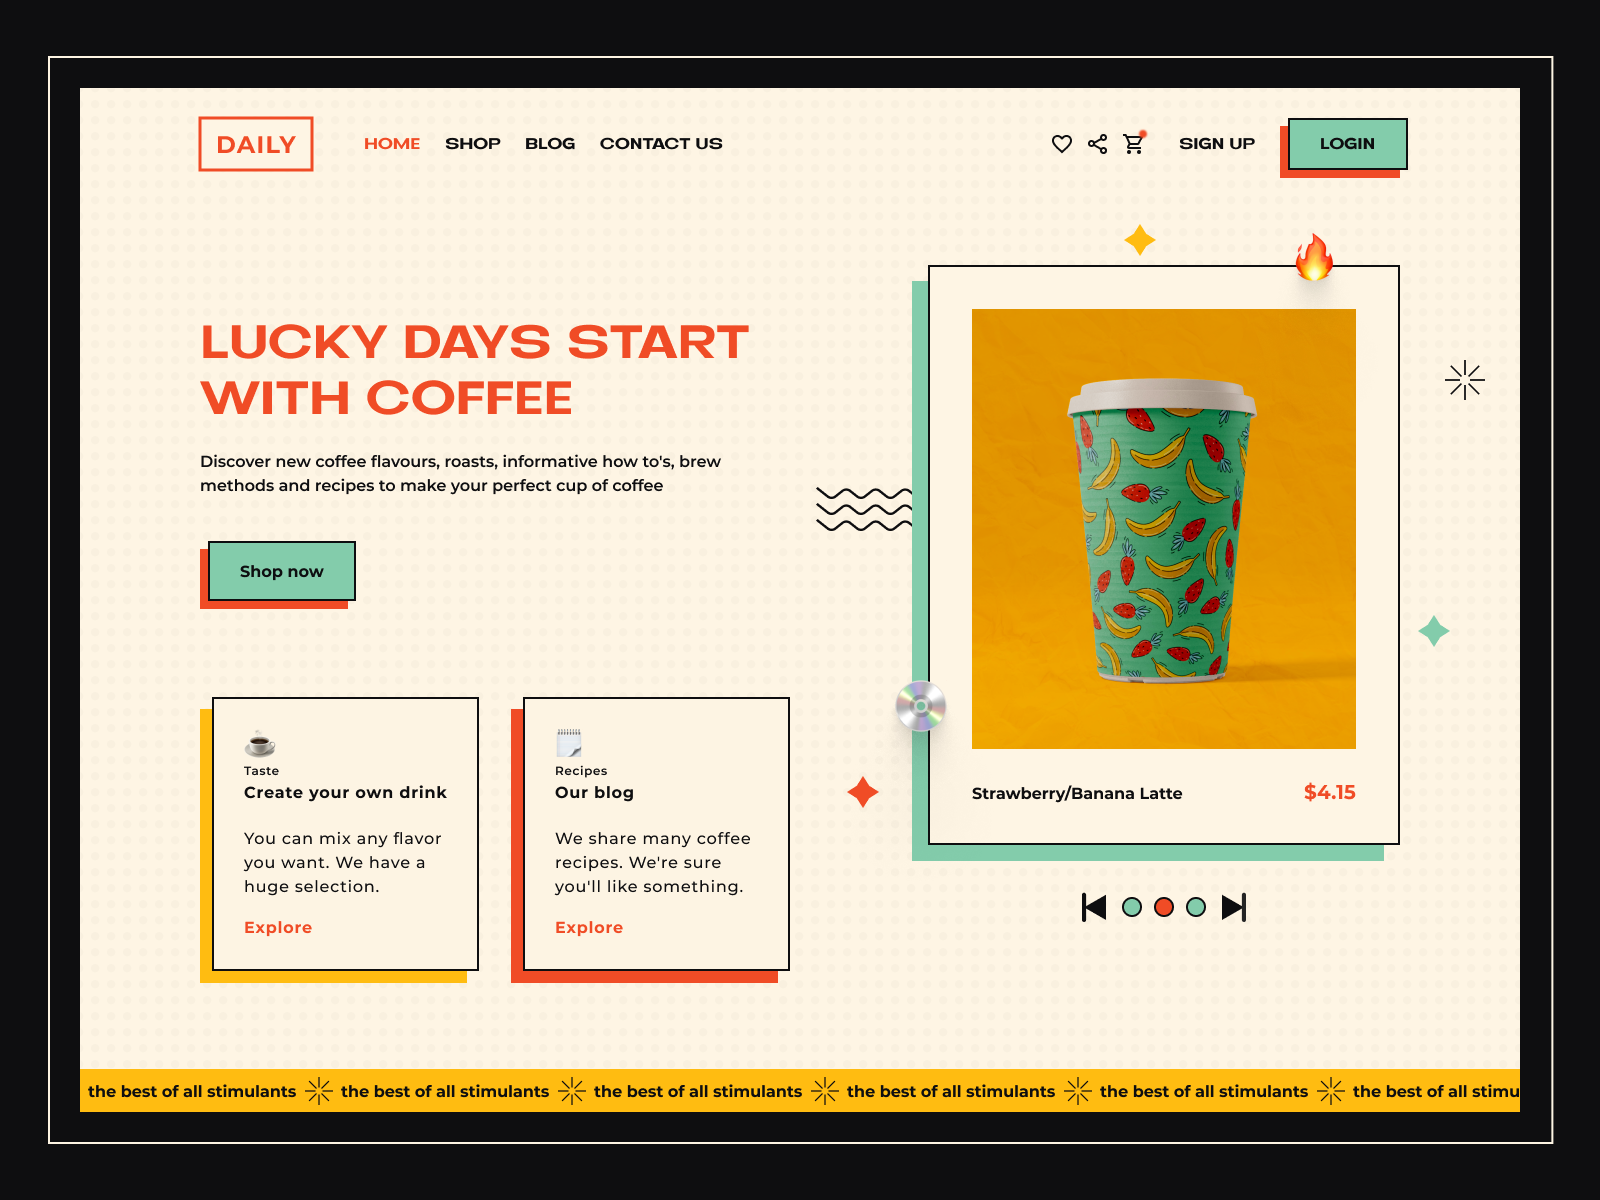 DAILY
HOME SHOP BLOG CONTACT US
SIGN UP
LOGIN
LUCKY DAYS START
WITH COFFEE
Discover new coffee flavours, roasts, informative how to's, brew
methods and recipes to make your perfect cup of coffee
Shop now
Taste
Create your own drink
You can mix any flavor
you want. We have a
huge selection.
Explore
Recipes
Our blog
We share many coffee
recipes. We're sure
you'll like something.
Explore
Strawberry/Banana Latte
$4.15
the best of all stimulants the best of all stimulants the best of all stimulants the best of all stimulants the best of all stimulants the best of all stimu